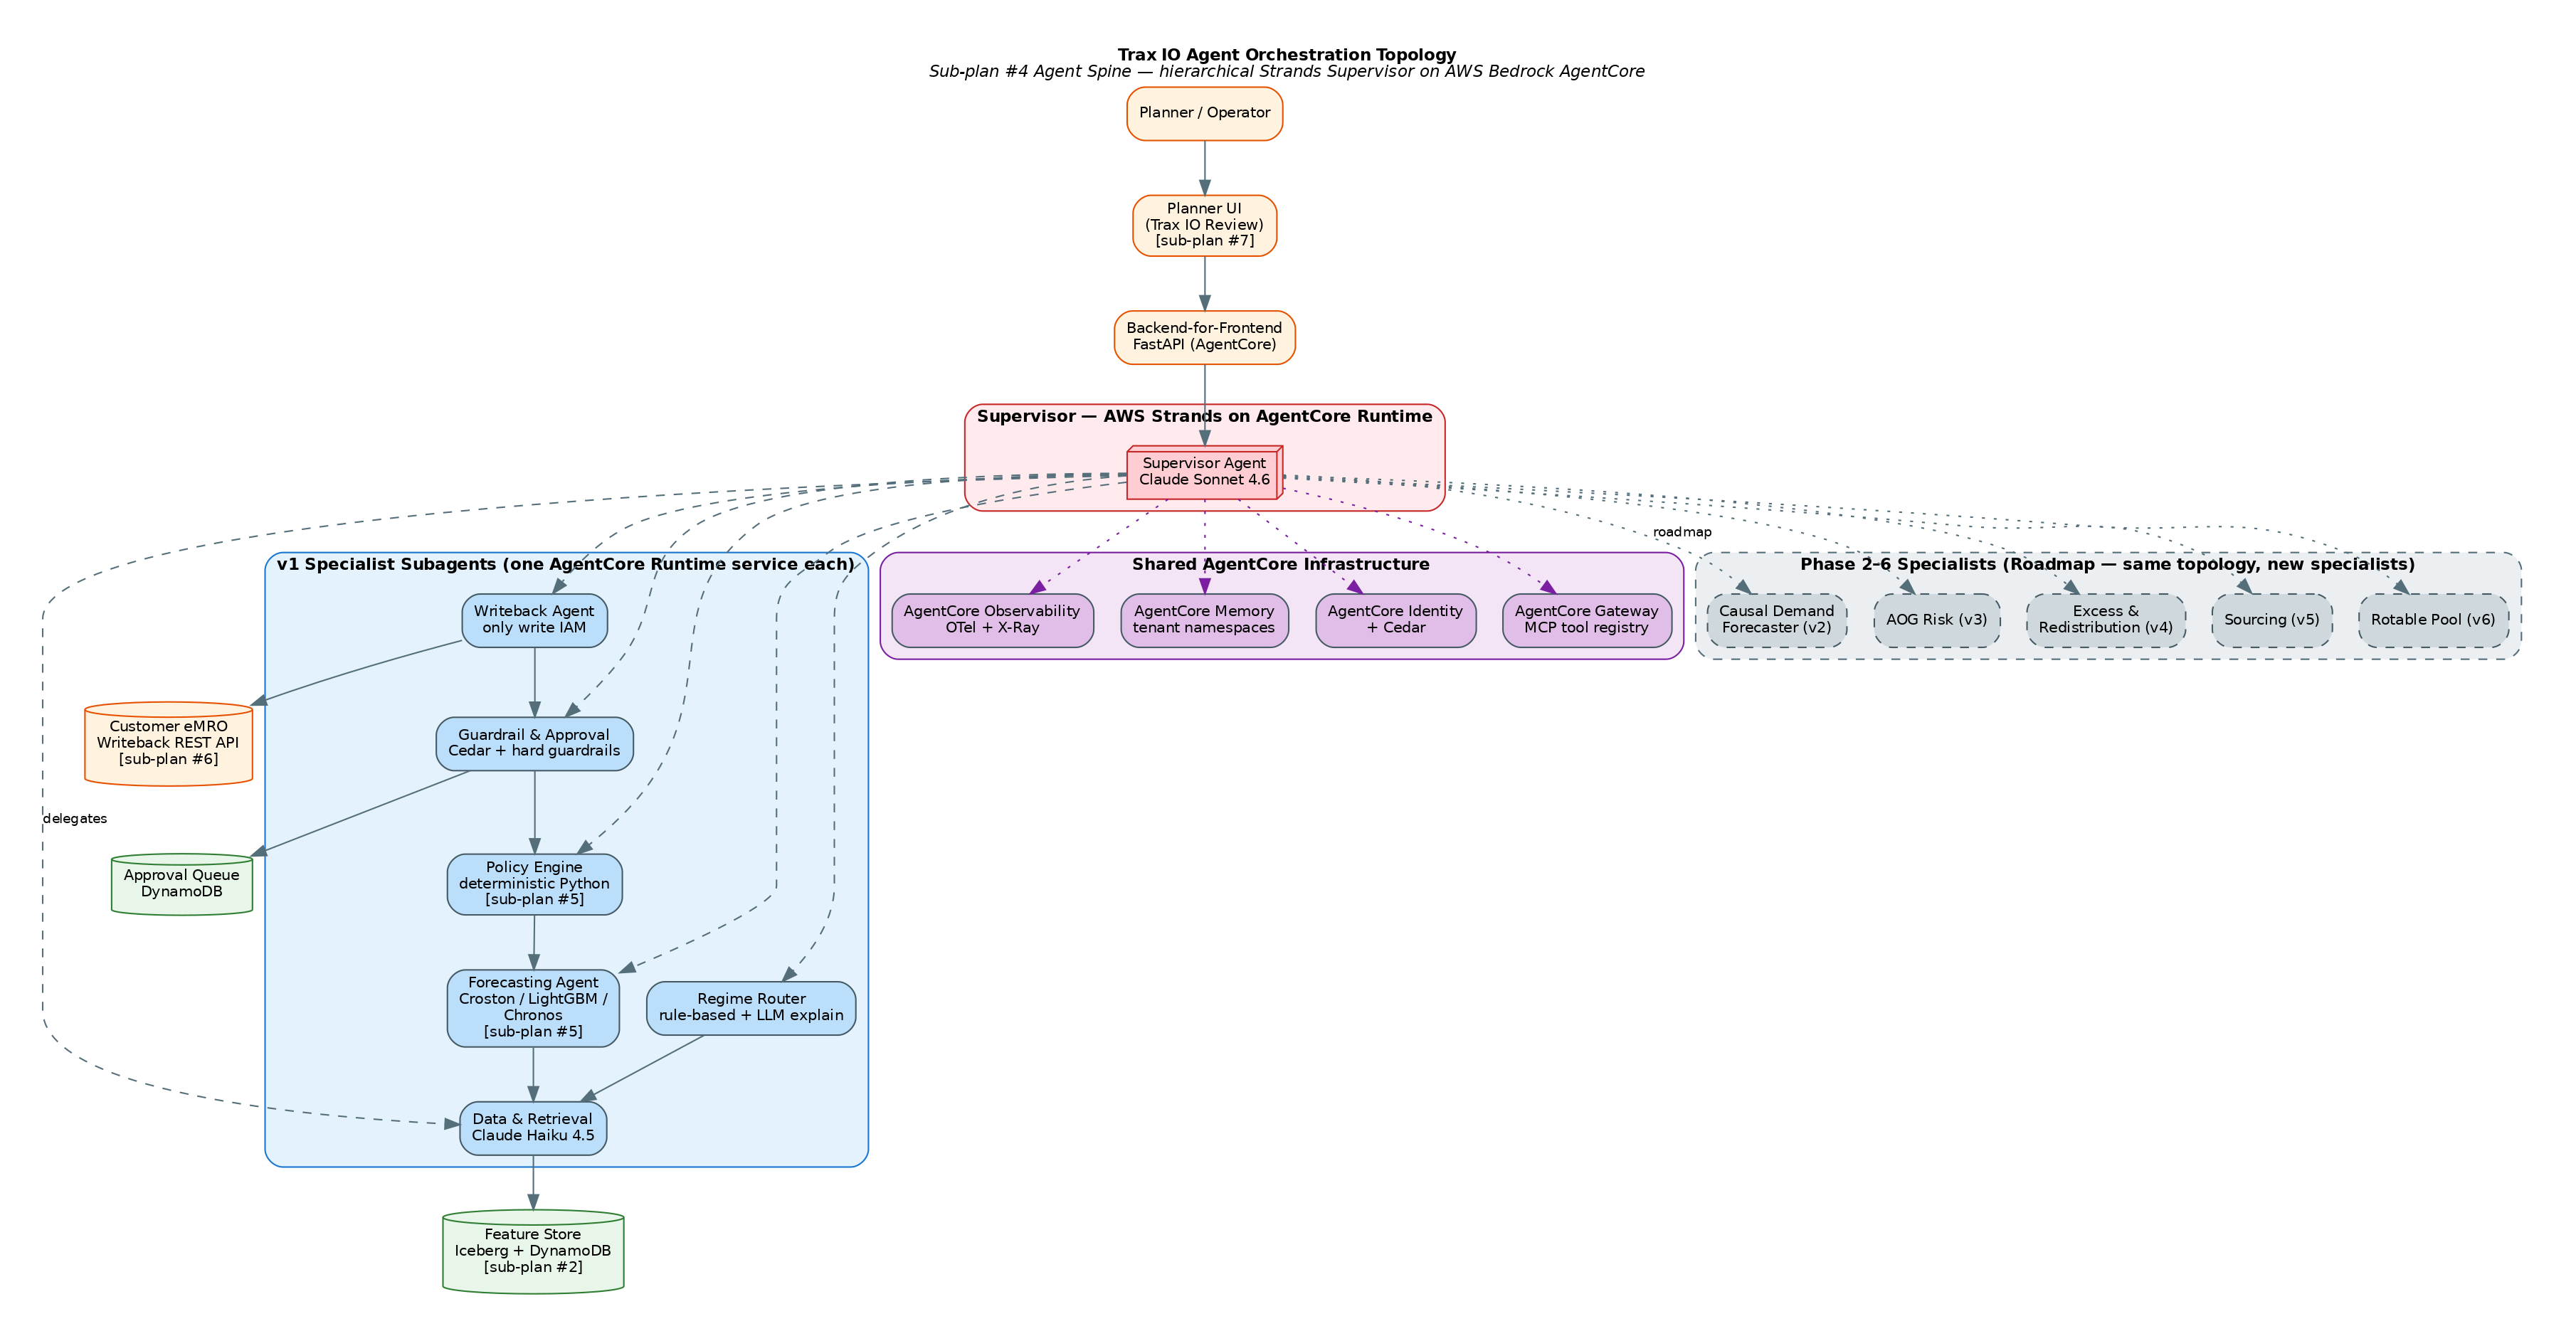 Trax IO Agent Orchestration Topology
Sub-plan #4 Agent Spine — hierarchical Strands Supervisor on AWS Bedrock AgentCore
Planner / Operator
Planner UI
(Trax IO Review)
[sub-plan #7]
Backend-for-Frontend
FastAPI (AgentCore)
Supervisor — AWS Strands on AgentCore Runtime
Supervisor Agent
Claude Sonnet 4.6
roadmap
v1 Specialist Subagents (one AgentCore Runtime service each)
Writeback Agent
only write IAM
Customer eMRO
Writeback REST API
[sub-plan #6]
Guardrail & Approval
Cedar + hard guardrails
delegates
Approval Queue
DynamoDB
Policy Engine
deterministic Python
[sub-plan #5]
Forecasting Agent
Croston / LightGBM /
Chronos
[sub-plan #5]
Regime Router
rule-based + LLM explain
Data & Retrieval
Claude Haiku 4.5
Feature Store
Iceberg + DynamoDB
[sub-plan #2]
Shared AgentCore Infrastructure
AgentCore Observability
OTel + X-Ray
AgentCore Memory
tenant namespaces
AgentCore Identity
+ Cedar
AgentCore Gateway
MCP tool registry
Phase 2–6 Specialists (Roadmap — same topology, new specialists)
Causal Demand
Forecaster (v2)
AOG Risk (v3)
Excess &
Redistribution (v4)
Sourcing (v5)
Rotable Pool (v6)